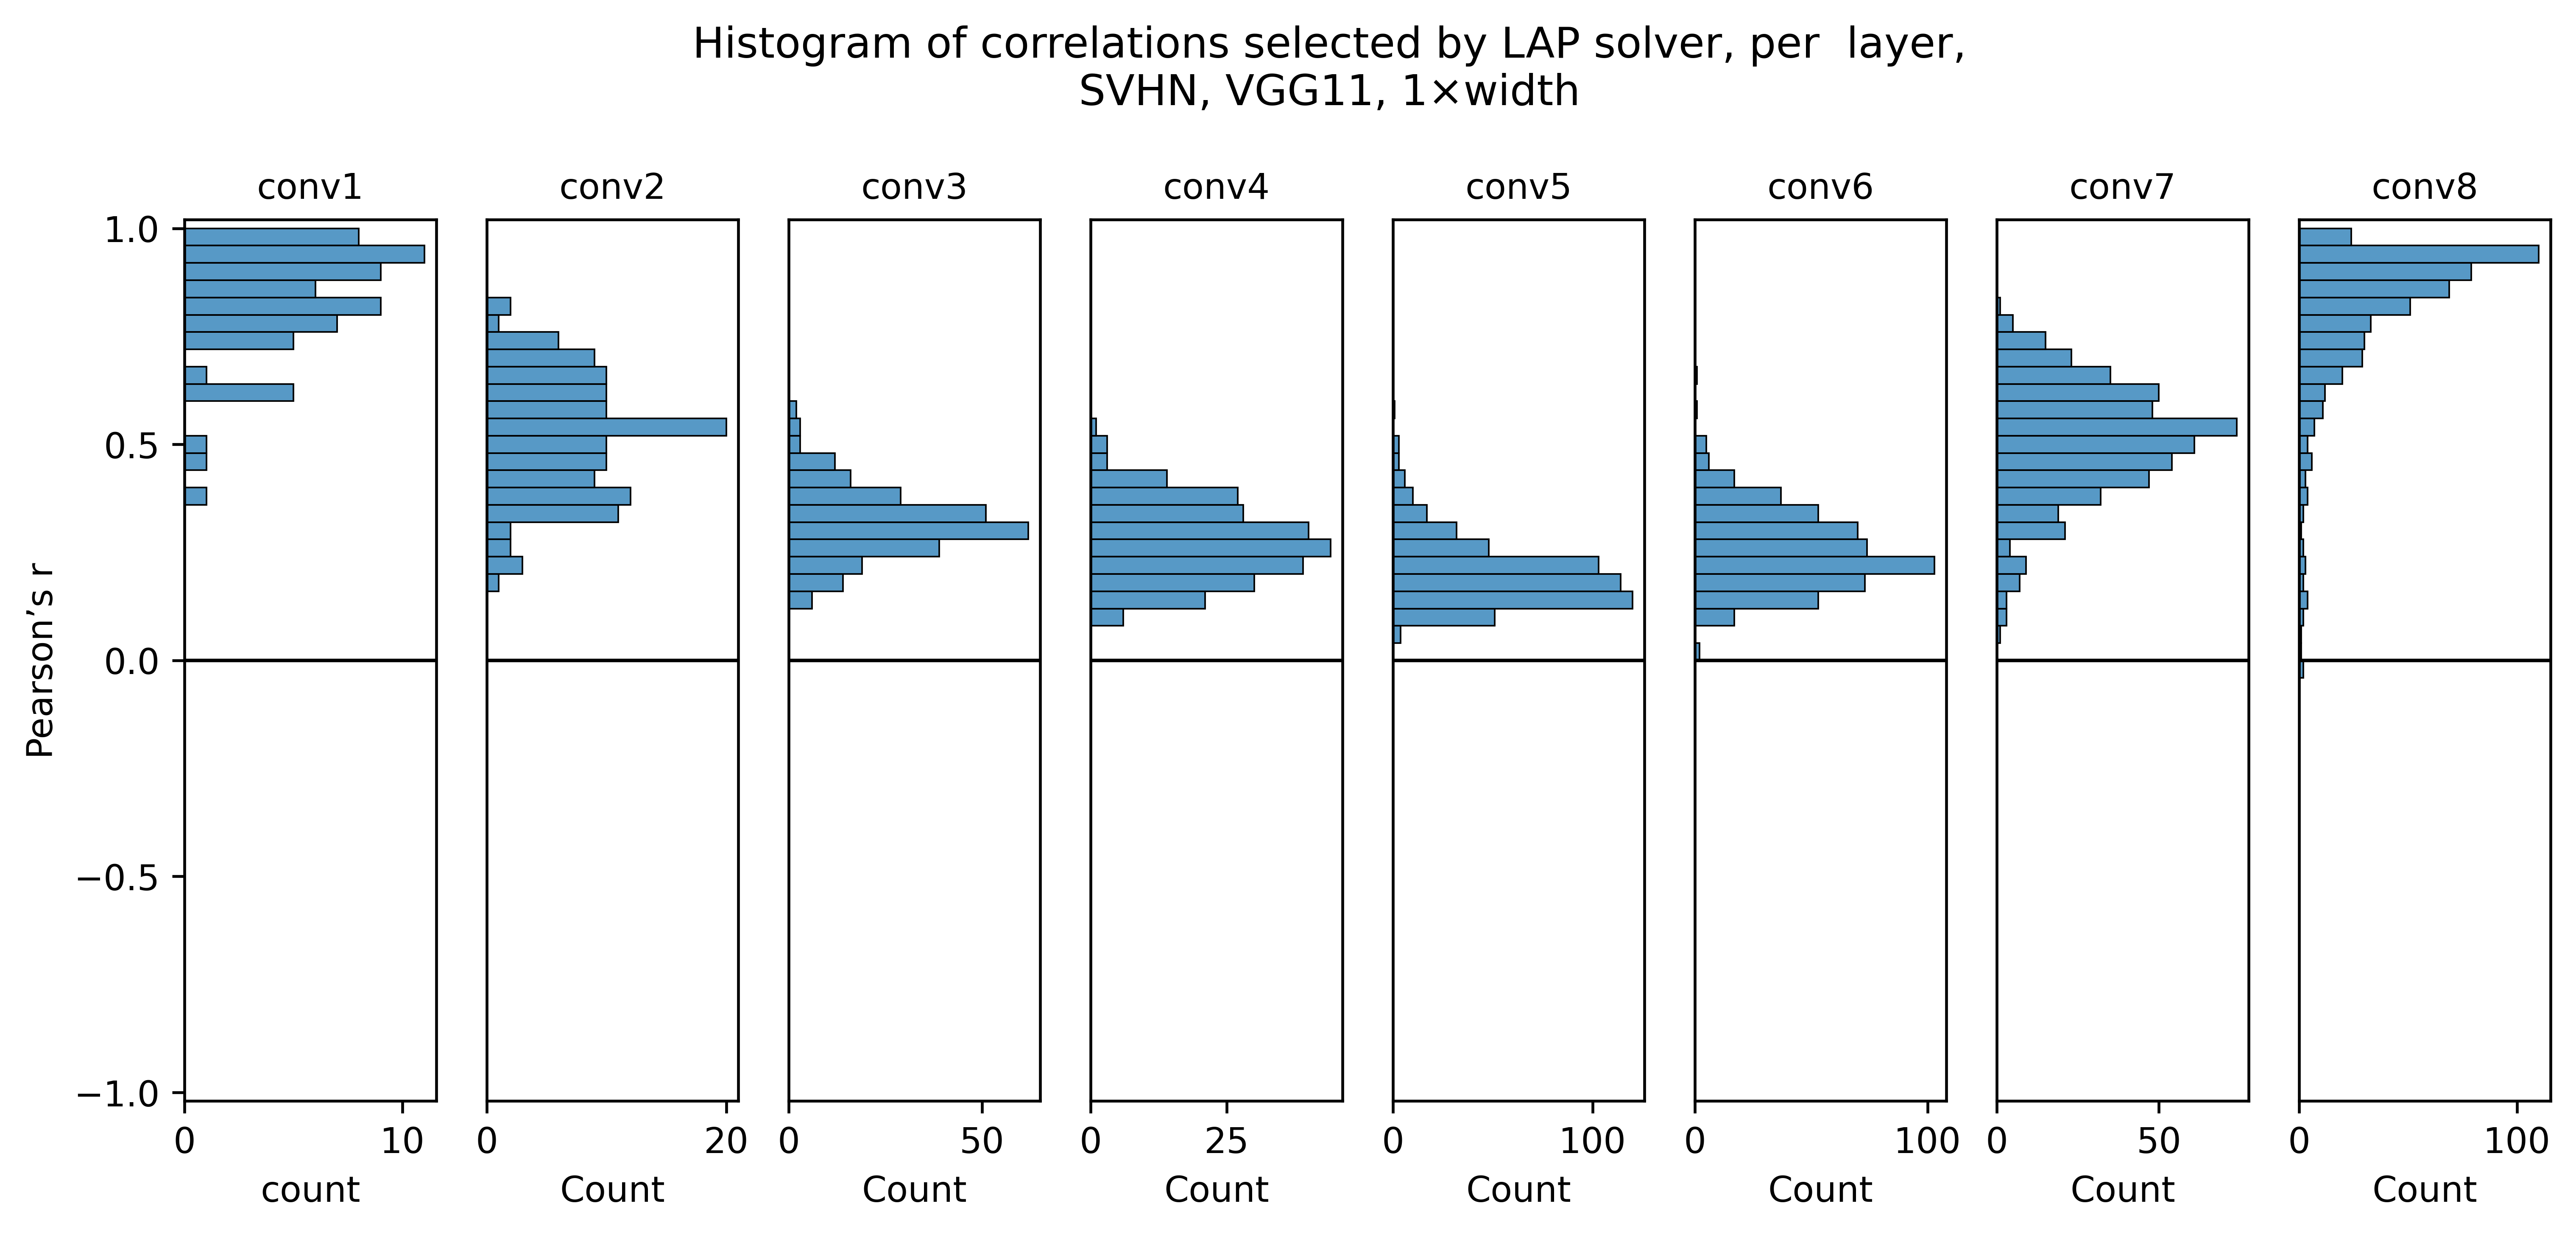 Histogram of correlations selected by LAP solver, per  layer,
SVHN, VGG11, 1×width
conv1 conv2 conv3 conv4 conv5 conv6 conv7 conv8
Pearson’s r
1.0
0.5
0.0
−0.5
−1.0
0 10 0 20 0 50 0 25 0 100 0 100 0 50 0 100
count Count Count Count Count Count Count Count